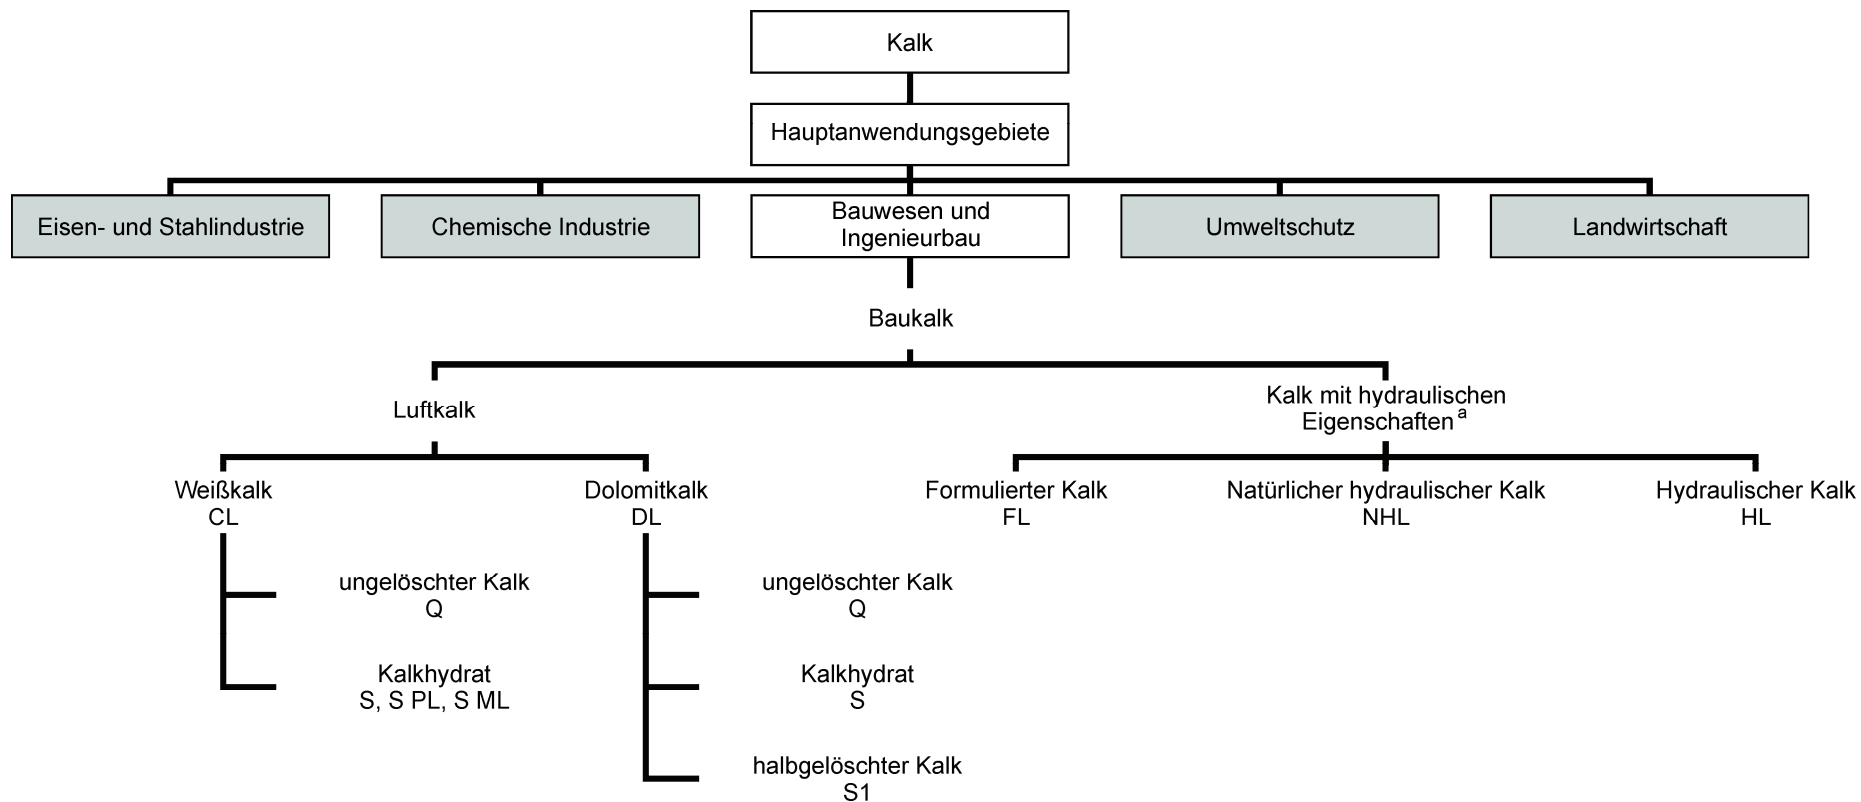 Kalk
Hauptanwendungsgebiete
Eisen- und Stahlindustrie
Chemische Industrie
Bauwesen und
Ingenieurbau
Umweltschutz
Landwirtschaft
Baukalk
Luftkalk
Kalk mit hydraulischen
Eigenschaften a
Weißkalk
CL
Dolomitkalk
DL
Formulierter Kalk
FL
Natürlicher hydraulischer Kalk
NHL
Hydraulischer Kalk
HL
ungelöschter Kalk
Q
Kalkhydrat
S, S PL, S ML
ungelöschter Kalk
Q
Kalkhydrat
S
halbgelöschter Kalk
S1